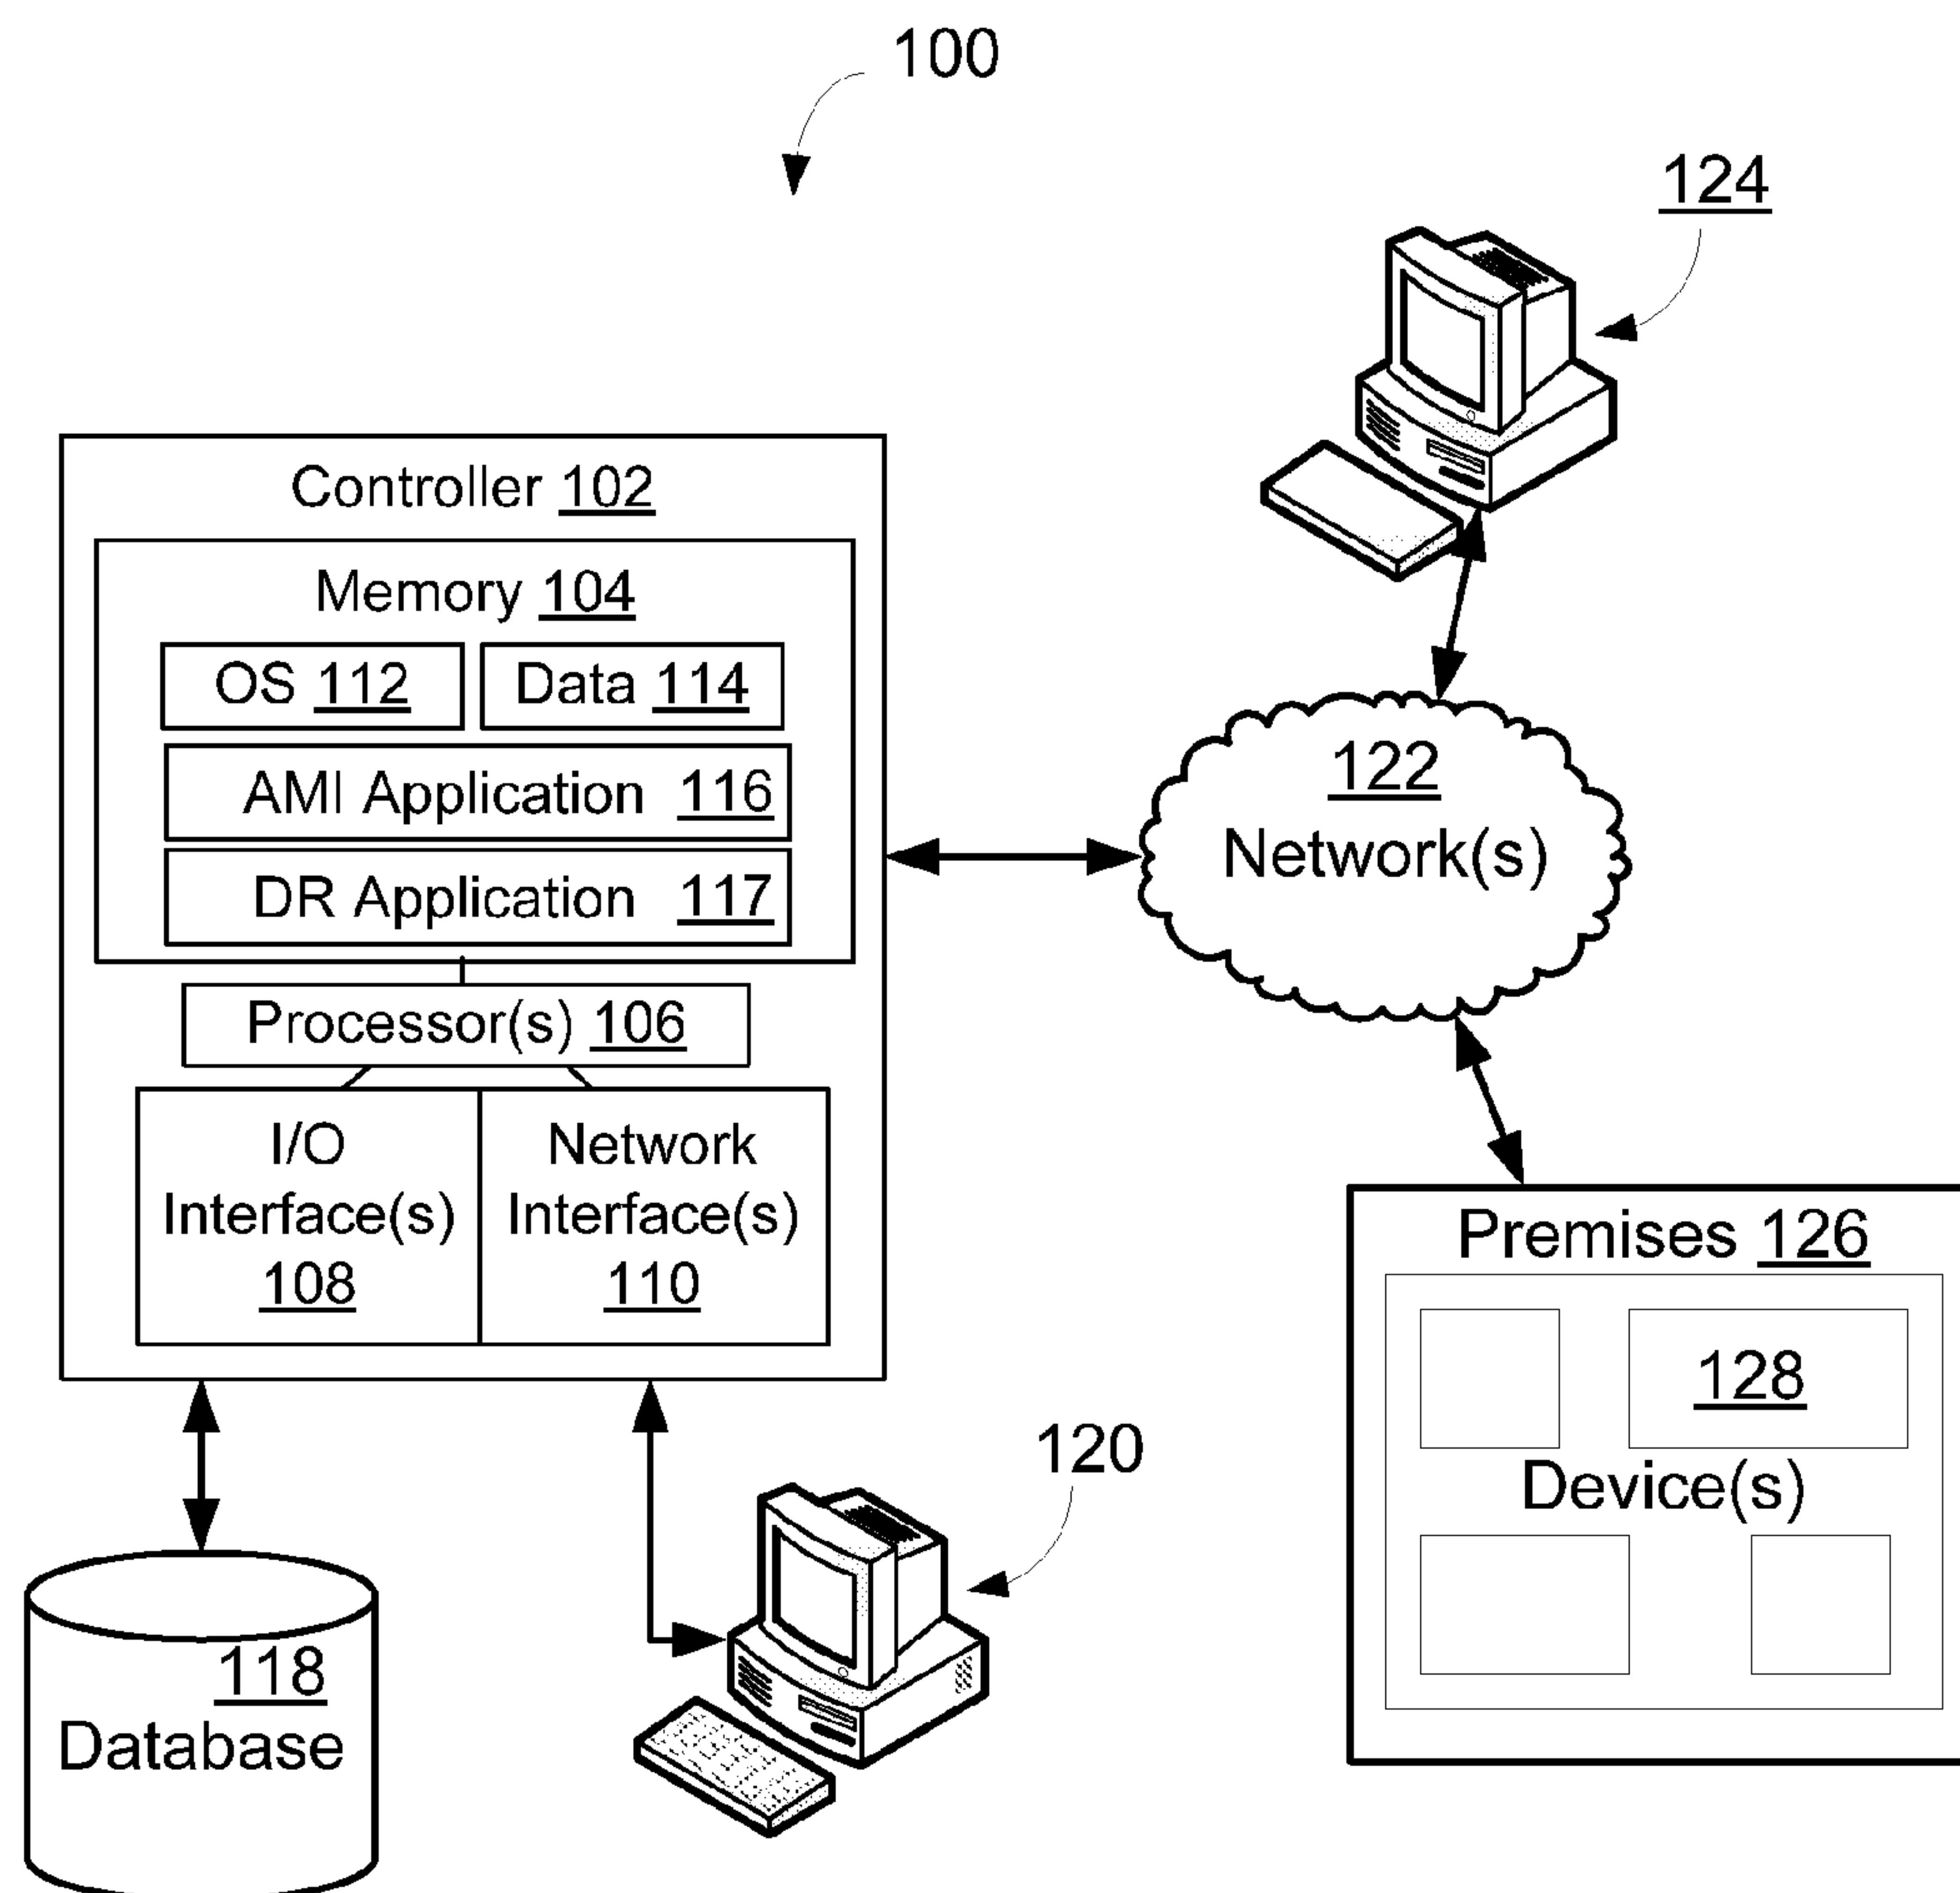 100
124
Controller 102
Memory 104
OS 112
Data 114
AMI Application 116
DR Application 117
Processor(s) 106
I/O
Interface(s)
108
Network
Interface(s)
110
122
Network(s)
Premises 126
128
Device(s)
120
118
Database